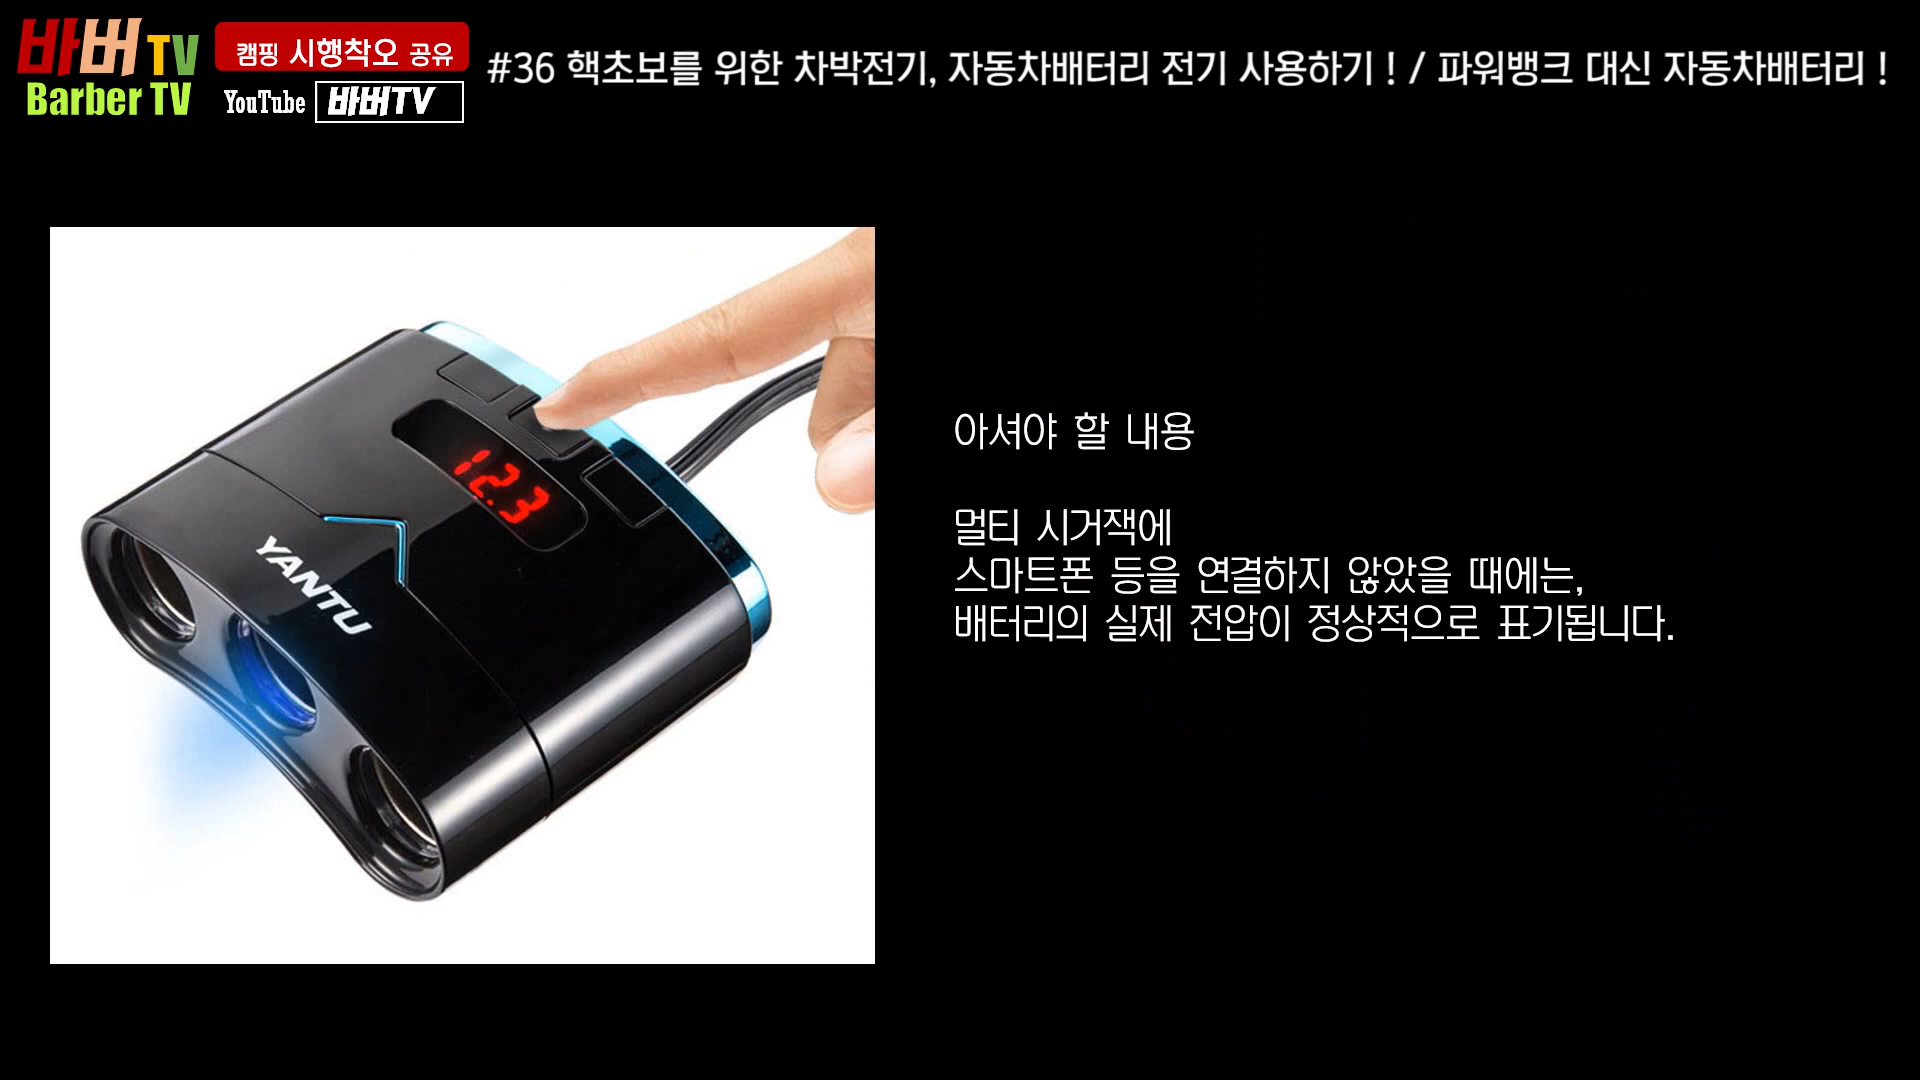 바버TV
Barber TV
캠핑 시행착오 공유
YouTube 바버TV
#36 핵초보를 위한 차박전기, 자동차배터리 전기 사용하기 ! / 파워뱅크 대신 자동차배터리 !
12.3
YANTU
아셔야 할 내용
멀티 시거잭에
스마트폰 등을 연결하지 않았을 때에는,
배터리의 실제 전압이 정상적으로 표기됩니다.